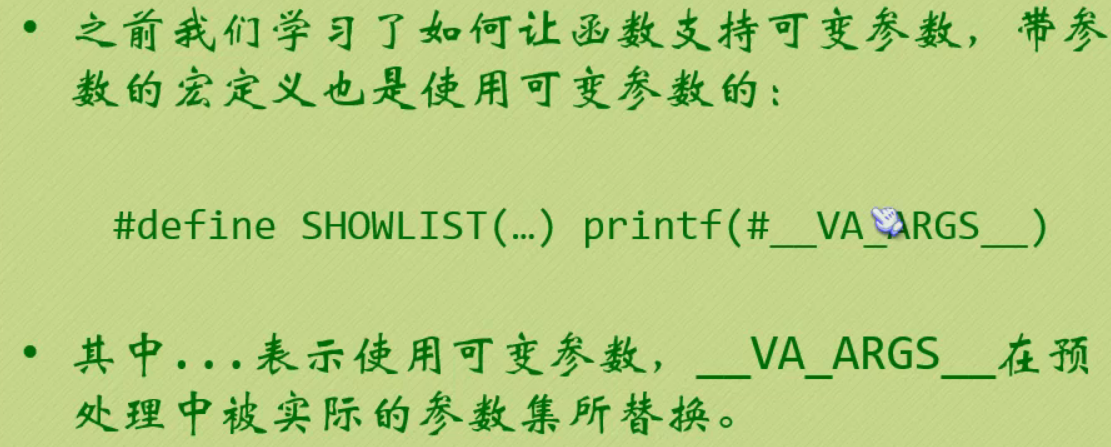 • 之前我们学习了如何让函数支持可变参数，带参
数的宏定义也是使用可变参数的：
#define SHOWLIST(…) printf(#__VA_ARGS__)
• 其中...表示使用可变参数，__VA_ARGS__在预
处理中被实际的参数集所替换。